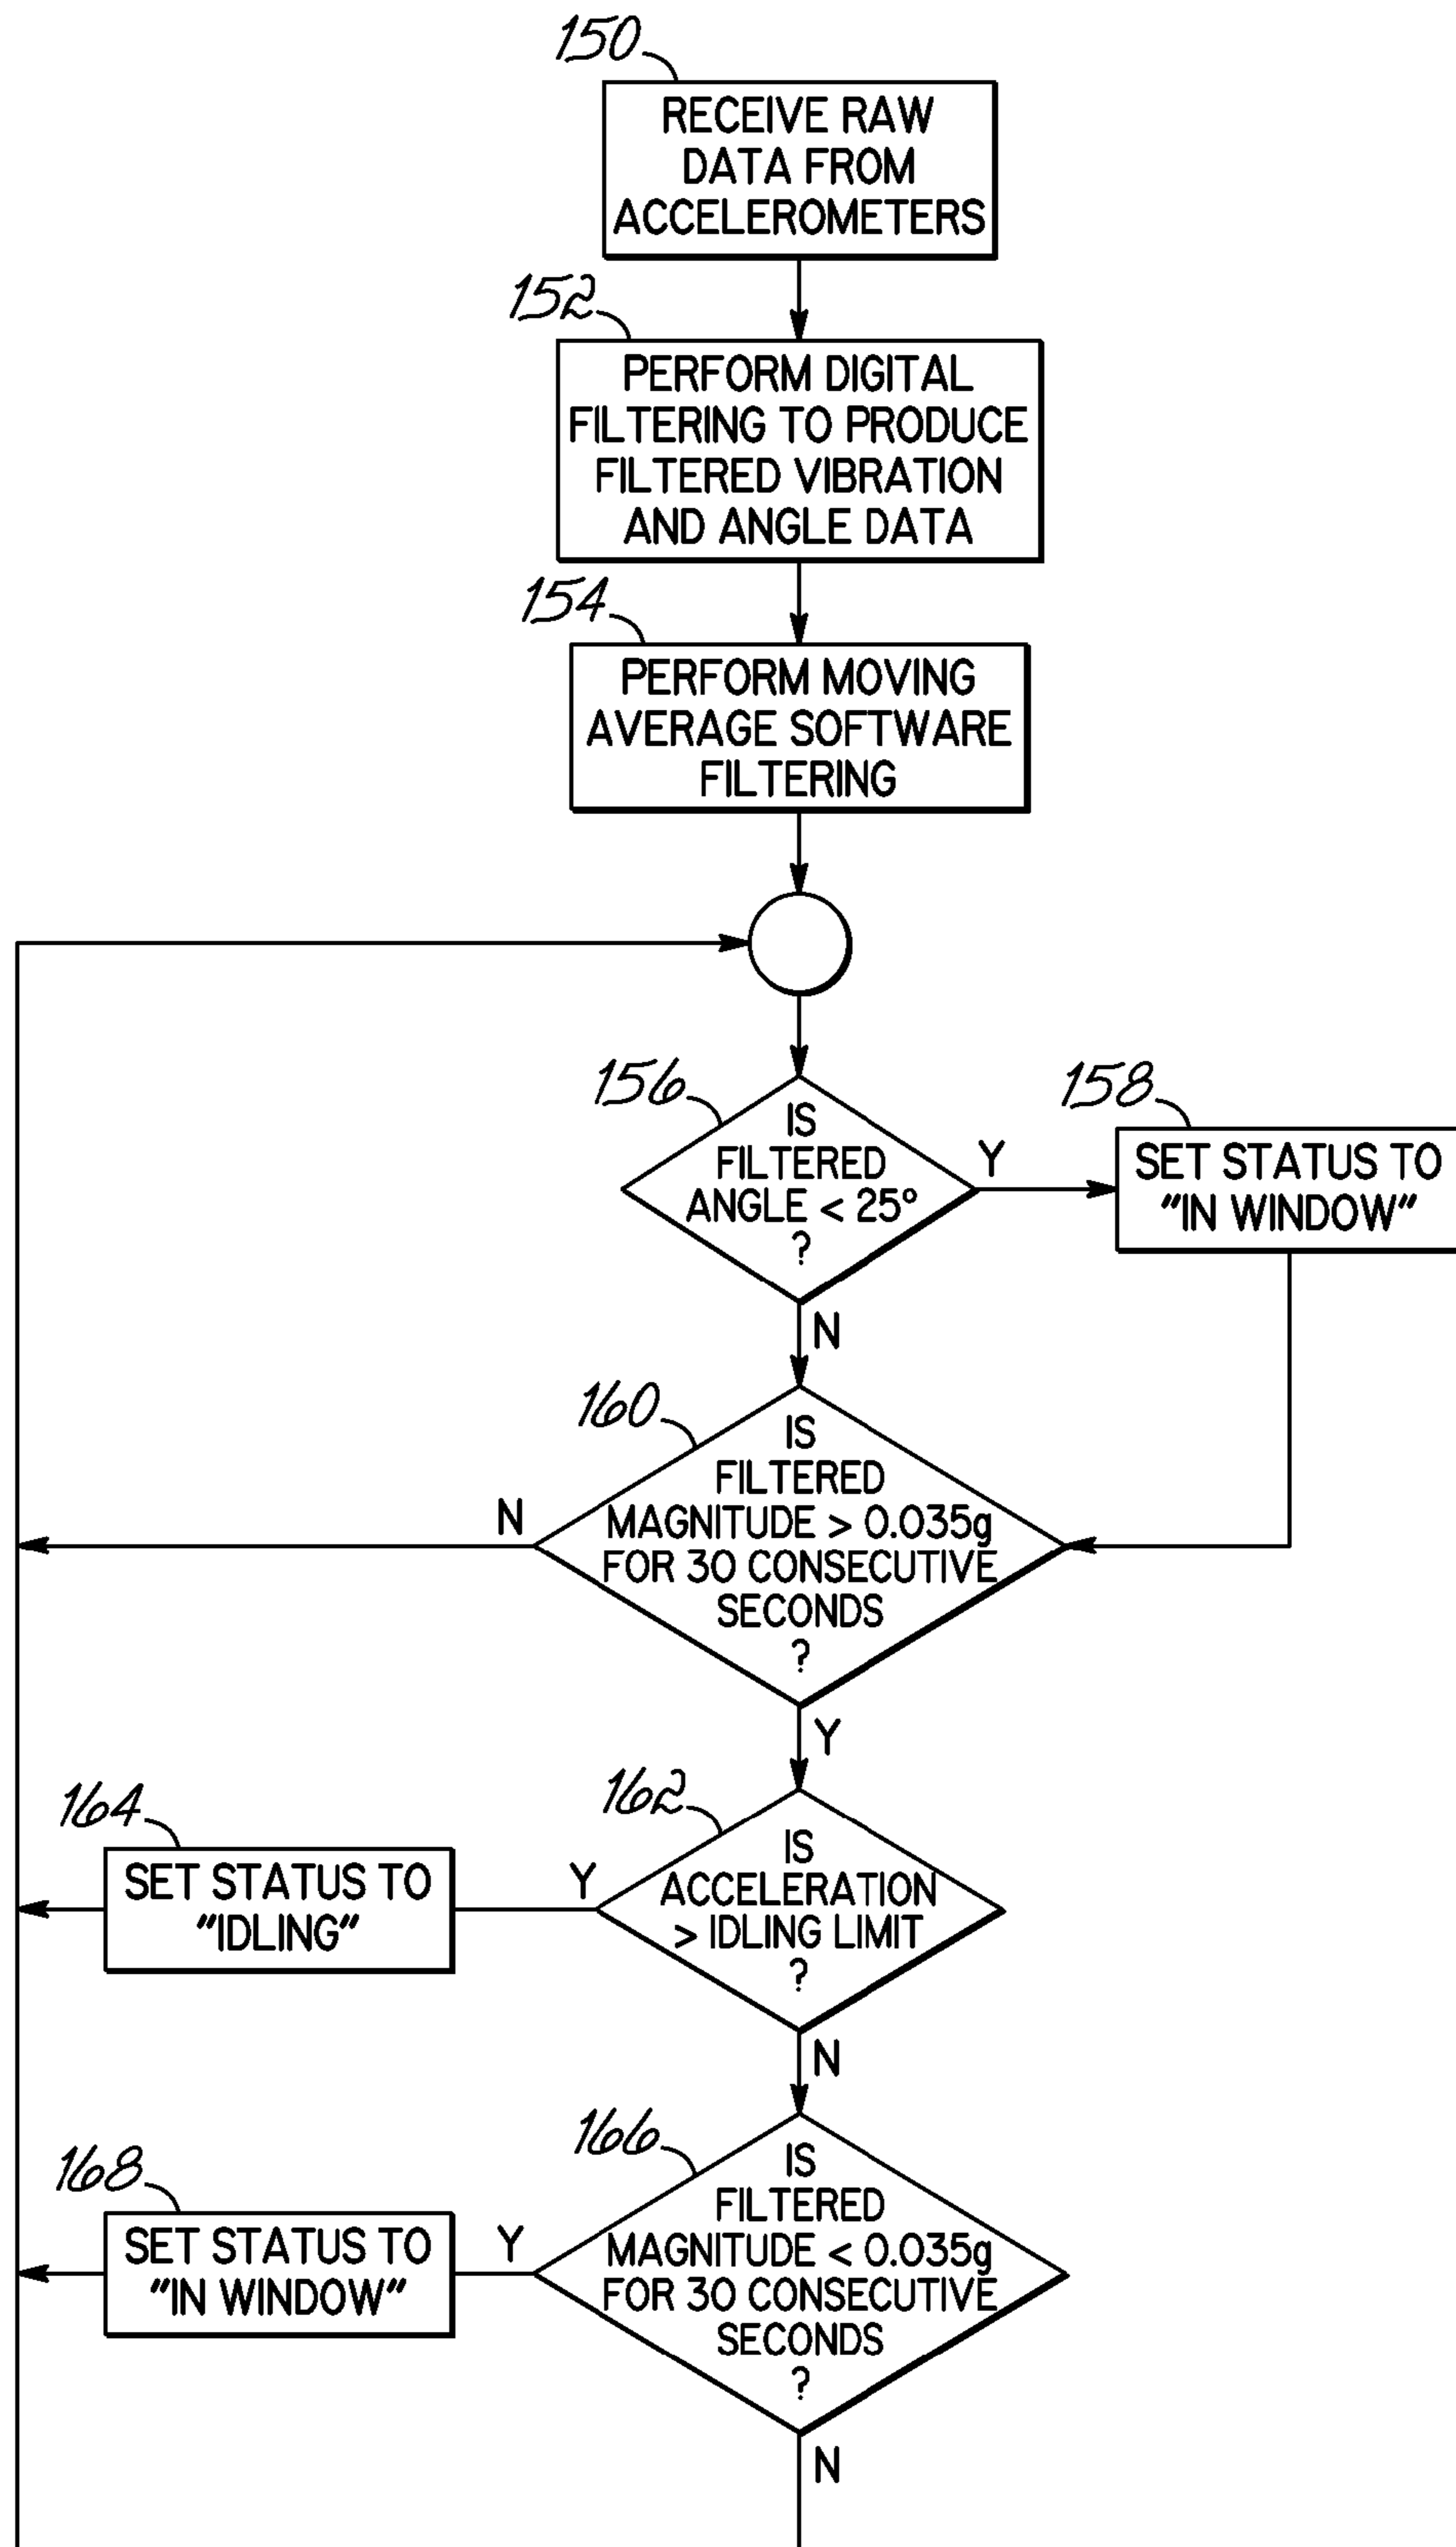 150
RECEIVE RAW
DATA FROM
ACCELEROMETERS
152
PERFORM DIGITAL
FILTERING TO PRODUCE
FILTERED VIBRATION
AND ANGLE DATA
154
PERFORM MOVING
AVERAGE SOFTWARE
FILTERING
156
IS
FILTERED
ANGLE < 25°
?
Y
158
SET STATUS TO
"IN WINDOW"
N
160
IS
FILTERED
MAGNITUDE > 0.035g
FOR 30 CONSECUTIVE
SECONDS
?
N
Y
162
IS
ACCELERATION
> IDLING LIMIT
?
Y
164
SET STATUS TO
"IDLING"
N
166
IS
FILTERED
MAGNITUDE < 0.035g
FOR 30 CONSECUTIVE
SECONDS
?
Y
168
SET STATUS TO
"IN WINDOW"
N